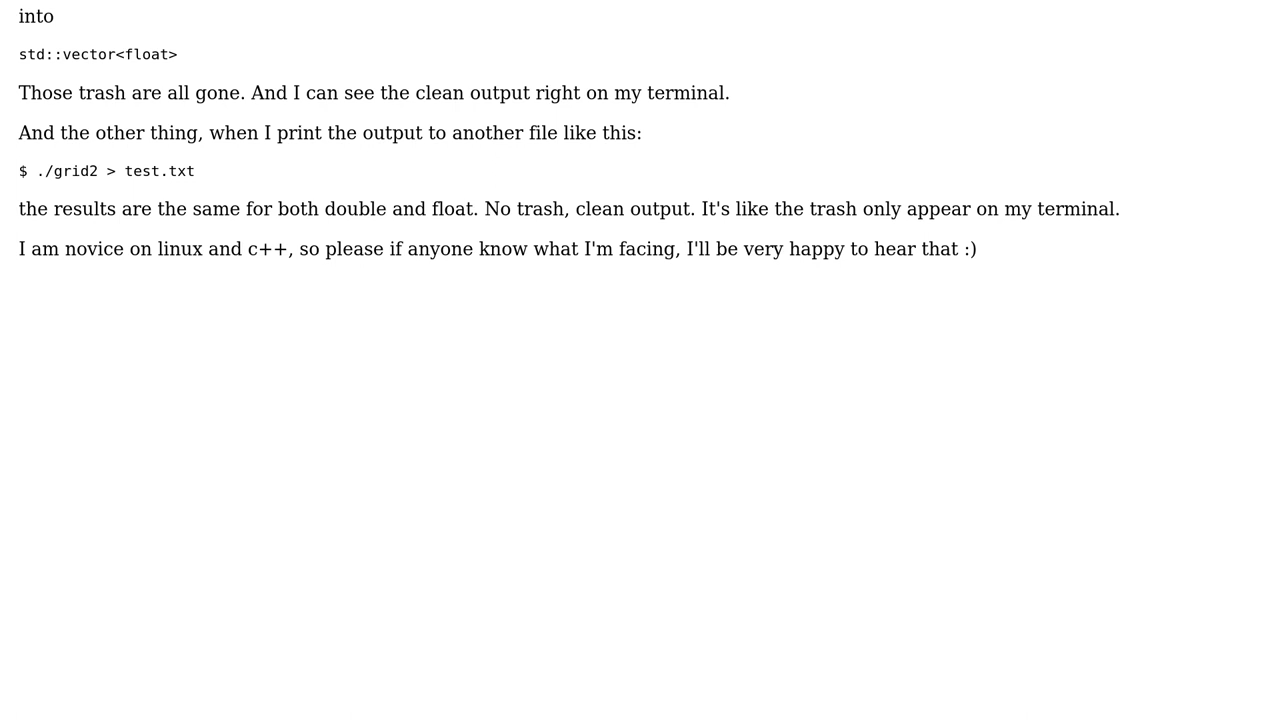 into
std::vector<float>
Those trash are all gone. And I can see the clean output right on my terminal.
And the other thing, when I print the output to another file like this:
$ ./grid2 > test.txt
the results are the same for both double and float. No trash, clean output. It's like the trash only appear on my terminal.
I am novice on linux and c++, so please if anyone know what I'm facing, I'll be very happy to hear that :)